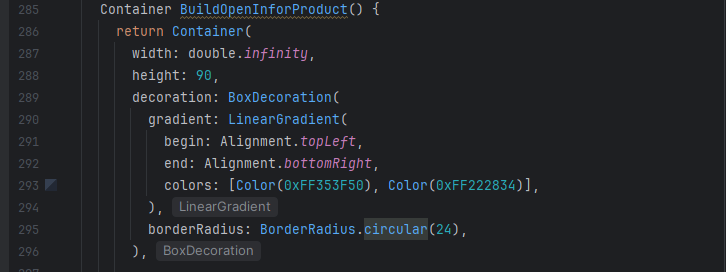 285 Container BuildOpenInforProduct() {
286 return Container(
287 width: double.infinity,
288 height: 90,
289 decoration: BoxDecoration(
290 gradient: LinearGradient(
291 begin: Alignment.topLeft,
292 end: Alignment.bottomRight,
293 colors: [Color(0xFF353F50), Color(0xFF222834)],
294 ), LinearGradient
295 borderRadius: BorderRadius.circular(24),
296 ), BoxDecoration